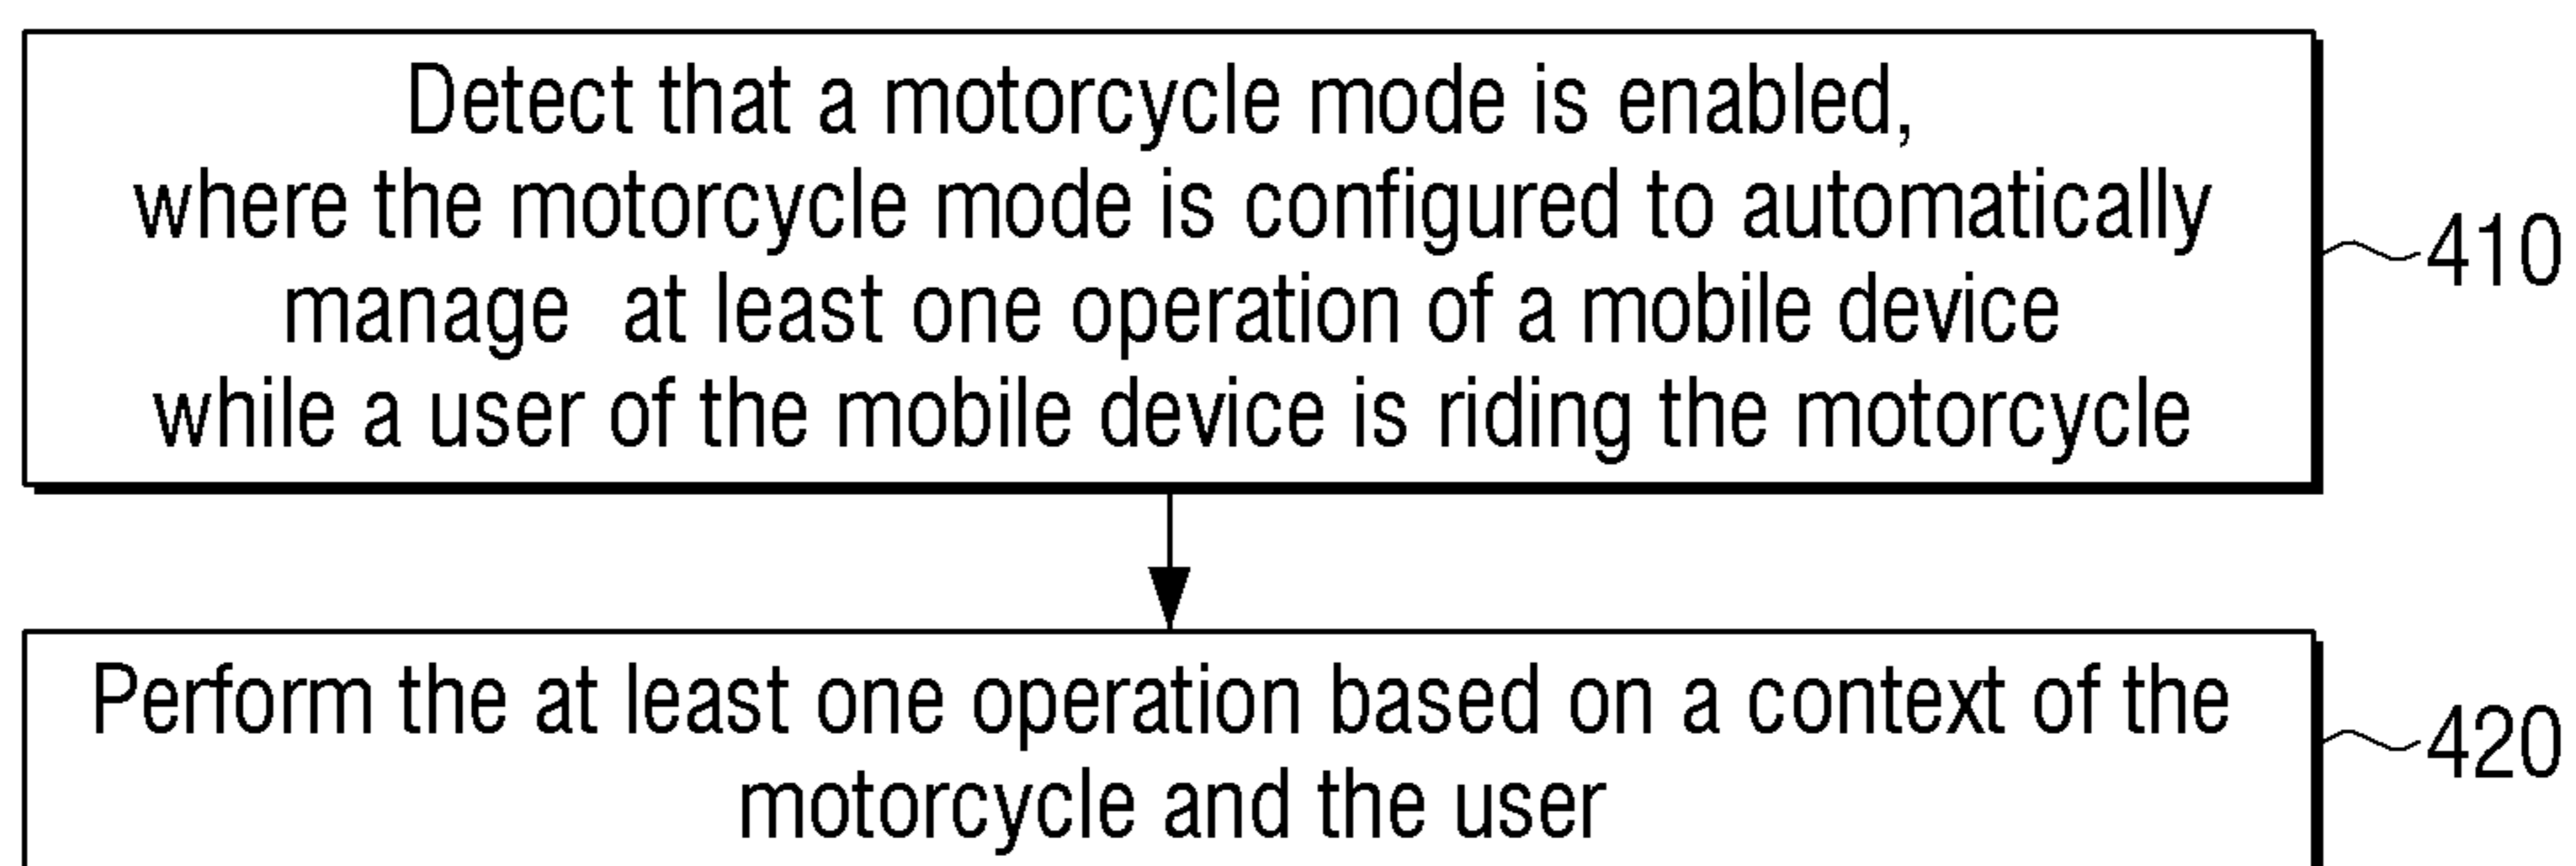 Detect that a motorcycle mode is enabled,
where the motorcycle mode is configured to automatically
manage at least one operation of a mobile device
while a user of the mobile device is riding the motorcycle
410
Perform the at least one operation based on a context of the
motorcycle and the user
420